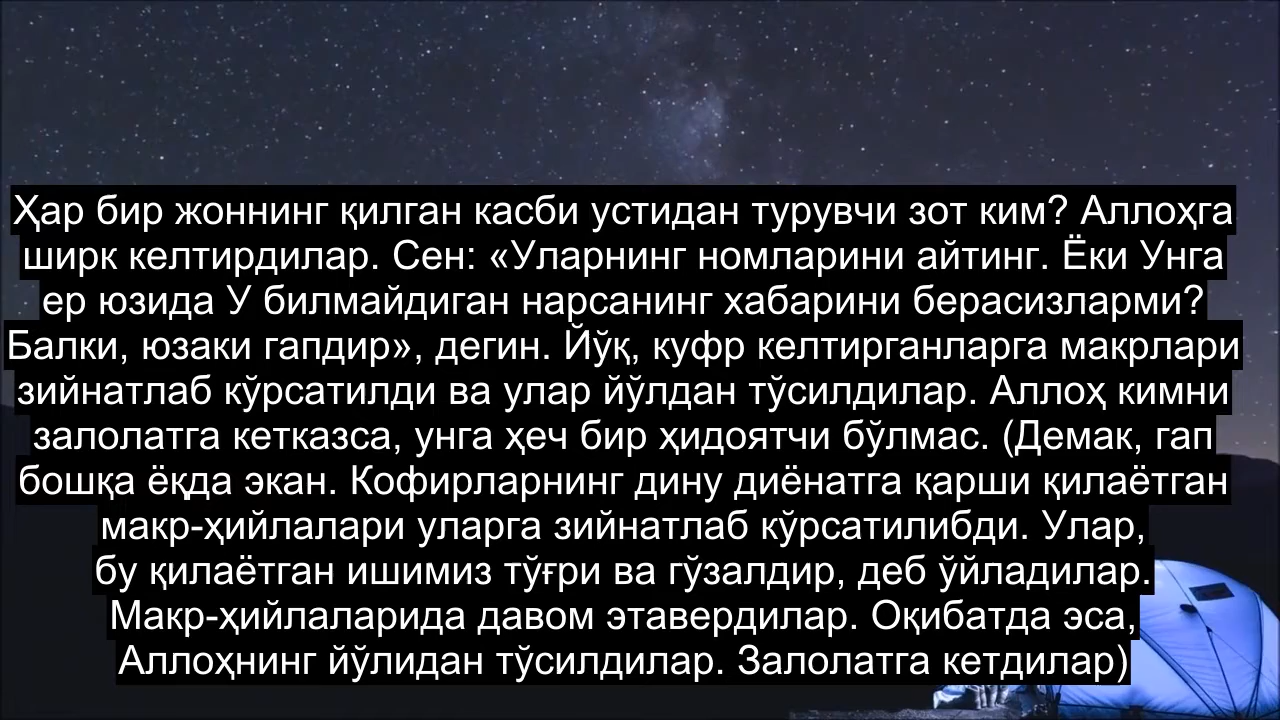 Ҳар бир жоннинг қилган касби устидан турувчи зот ким? Аллоҳга
ширк келтирдилар. Сен: «Уларнинг номларини айтинг. Ёки Унга
ер юзида У билмайдиган нарсанинг хабарини берасизларми?
Балки, юзаки гапдир», дегин. Йўқ, куфр келтирганларга макрлари
зийнатлаб кўрсатилди ва улар йўлдан тўсилдилар. Аллоҳ кимни
залолатга кетказса, унга ҳеч бир ҳидоятчи бўлмас. (Демак, гап
бошқа ёқда экан. Кофирларнинг дину диёнатга қарши қилаётган
макр-ҳийлалари уларга зийнатлаб кўрсатилибди. Улар,
бу қилаётган ишимиз тўғри ва гўзалдир, деб ўйладилар.
Макр-ҳийлаларида давом этавердилар. Оқибатда эса,
Аллоҳнинг йўлидан тўсилдилар. Залолатга кетдилар)